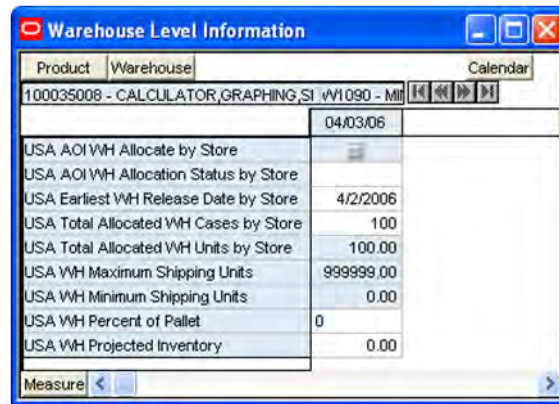 Warehouse Level Information
Product Warehouse Calendar
100035008 - CALCULATOR,GRAPHING,SI W1090 - MI
04/03/06
USA AOI WH Allocate by Store
USA AOI WH Allocation Status by Store
USA Earliest WH Release Date by Store 4/2/2006
USA Total Allocated WH Cases by Store 100
USA Total Allocated WH Units by Store 100.00
USA WH Maximum Shipping Units 999999.00
USA WH Minimum Shipping Units 0.00
USA WH Percent of Pallet 0
USA WH Projected Inventory 0.00
Measure